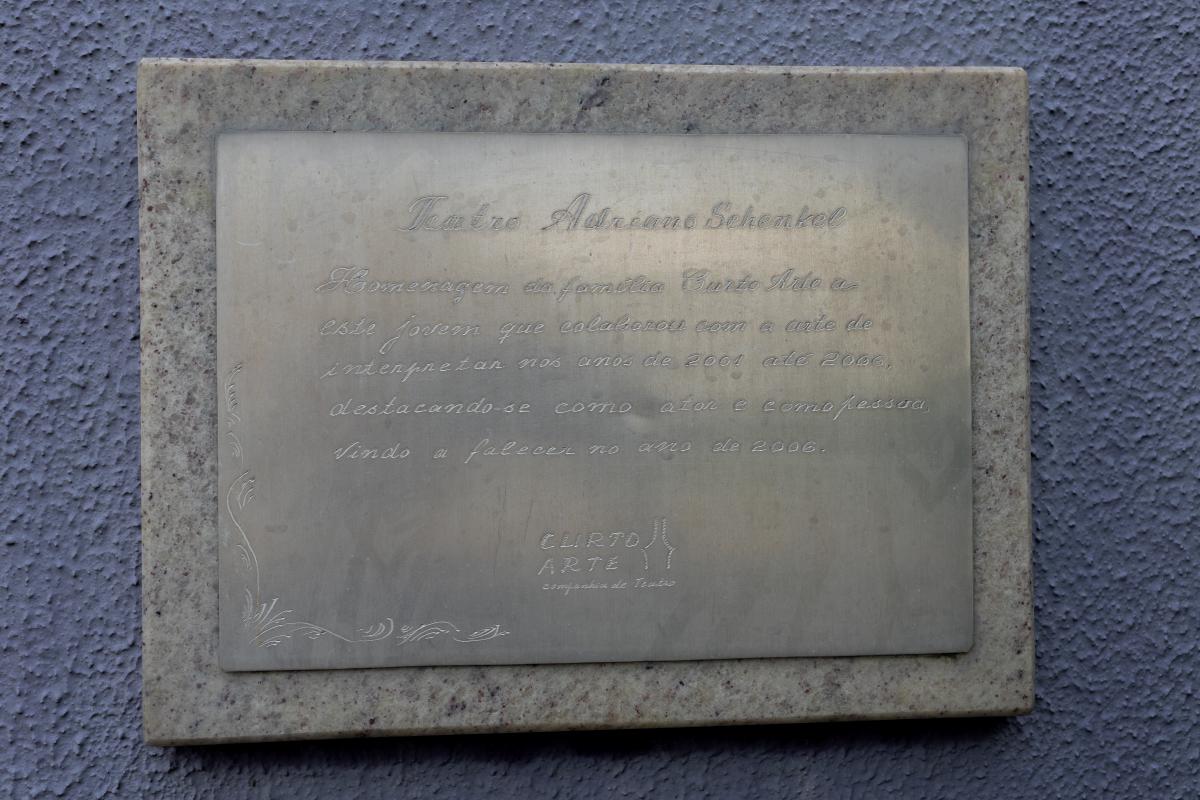 Teatro Adriano Schenkel
Homenagem da família Curto Arte a
este jovem que colaborou com a arte de
interpretar nos anos de 2001 até 2006,
destacando-se como ator e como pessoa,
vindo a falecer no ano de 2006.
CURTO
ARTE
companhia de Teatro